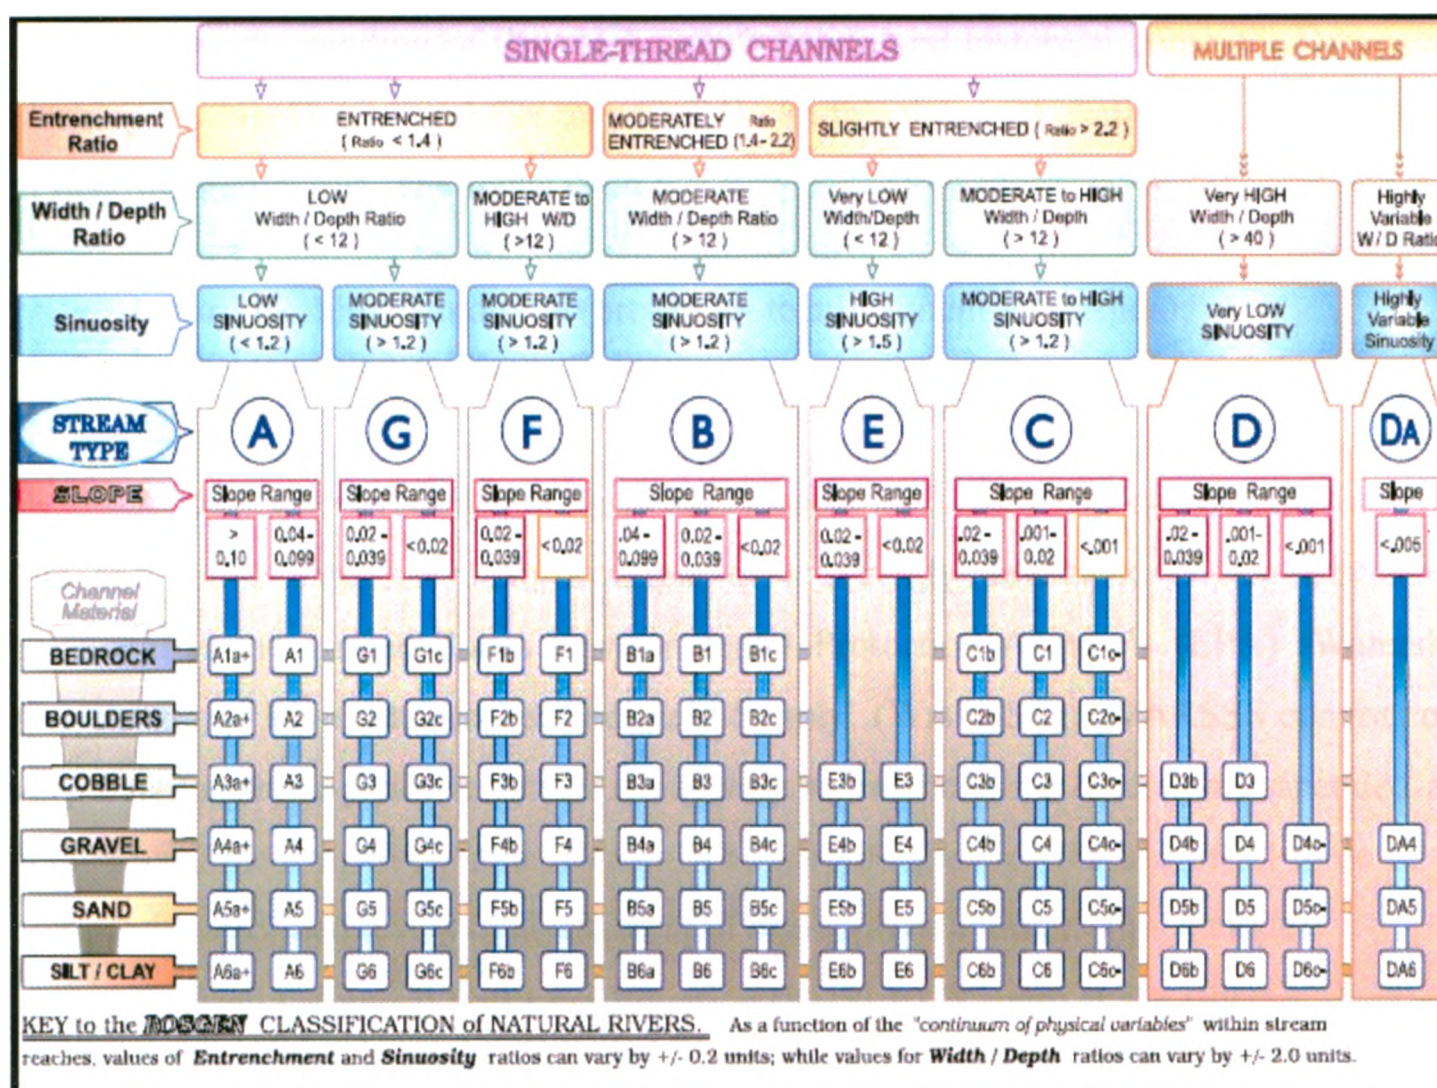 SINGLE-THREAD CHANNELS MULTIPLE CHANNELS
Entrenchment
Ratio
ENTRENCHED
( Ratio < 1.4 )
MODERATELY Ratio
ENTRENCHED (1.4 - 2.2)
SLIGHTLY ENTRENCHED ( Ratio > 2.2 )
Width / Depth
Ratio
LOW
Width / Depth Ratio
( < 12 )
MODERATE to
HIGH W/D
( >12 )
MODERATE
Width / Depth Ratio
( > 12 )
Very LOW
Width/Depth
( < 12 )
MODERATE to HIGH
Width / Depth
( > 12 )
Very HIGH
Width / Depth
( > 40 )
Highly
Variable
W / D Ratio
Sinuosity
LOW
SINUOSITY
( < 1.2 )
MODERATE
SINUOSITY
( > 1.2 )
MODERATE
SINUOSITY
( > 1.2 )
MODERATE
SINUOSITY
( > 1.2 )
HIGH
SINUOSITY
( > 1.5 )
MODERATE to HIGH
SINUOSITY
( > 1.2 )
Very LOW
SINUOSITY
Highly
Variable
Sinuosity
STREAM
TYPE
A G F B E C D DA
SLOPE
Slope Range Slope Range Slope Range Slope Range Slope Range Slope Range Slope Range Slope
>
0.10
0.04 -
0.099
0.02 -
0.039
<0.02
0.02 -
0.039
<0.02
.04 -
0.099
0.02 -
0.039
<0.02
0.02 -
0.039
<0.02
.02 -
0.039
.001-
0.02
<.001
.02 -
0.039
.001-
0.02
<.001
<.005
Channel
Material
BEDROCK A1a+ A1 G1 G1c F1b F1 B1a B1 B1c C1b C1 C1c-
BOULDERS A2a+ A2 G2 G2c F2b F2 B2a B2 B2c C2b C2 C2c-
COBBLE A3a+ A3 G3 G3c F3b F3 B3a B3 B3c E3b E3 C3b C3 C3c- D3b D3
GRAVEL A4a+ A4 G4 G4c F4b F4 B4a B4 B4c E4b E4 C4b C4 C4c- D4b D4 D4c- DA4
SAND A5a+ A5 G5 G5c F5b F5 B5a B5 B5c E5b E5 C5b C5 C5c- D5b D5 D5c- DA5
SILT / CLAY A6a+ A6 G6 G6c F6b F6 B6a B6 B6c E6b E6 C6b C6 C6c- D6b D6 D6c- DA6
KEY to the ROSGEN CLASSIFICATION of NATURAL RIVERS. As a function of the "continuum of physical variables" within stream
reaches, values of Entrenchment and Sinuosity ratios can vary by +/- 0.2 units; while values for Width / Depth ratios can vary by +/- 2.0 units.